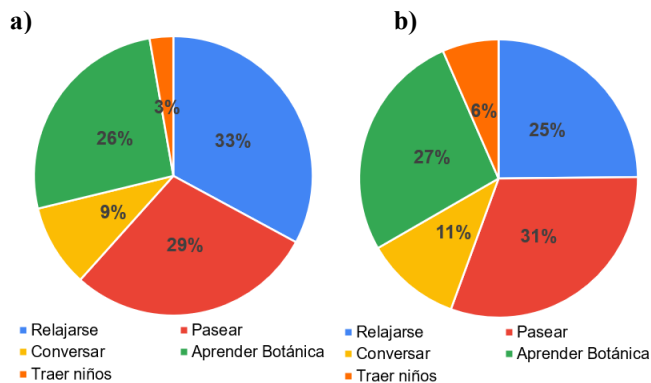 a)
3%
33%
26%
9%
29%
Relajarse Pasear
Conversar Aprender Botánica
Traer niños
b)
6%
25%
27%
11%
31%
Relajarse Pasear
Conversar Aprender Botánica
Traer niños